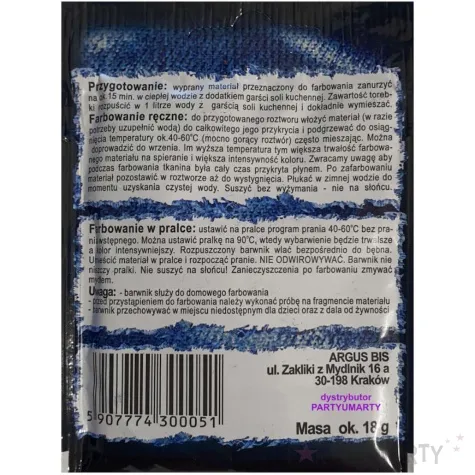 Przygotowanie: wyprany materiał przeznaczony do farbowania zanurzyć
na ok.15 min. w ciepłej wodzie z dodatkiem garści soli kuchennej. Zawartość toreb-
ki rozpuścić w 1 litrze wody z garścią soli kuchennej i dokładnie wymieszać.
Farbowanie ręczne: do przygotowanego roztworu włożyć materiał (w razie
potrzeby uzupełnić wodą) do całkowitego jego przykrycia i podgrzewać do osiąg-
nięcia temperatury ok.40-60°C (mocno gorący roztwór) często mieszając. Można
doprowadzić do wrzenia. Im wyższa temperatura tym większa trwałość farbowa-
nego materiału na spieranie i większa intensywność koloru. Zwracamy uwagę aby
podczas farbowania tkanina była cały czas przykryta płynem. Po zafarbowaniu
materiał pozostawić w roztworze aż do wystygnięcia. Płukać w zimnej wodzie do
momentu uzyskania czystej wody. Suszyć bez wyżymania - nie na słońcu.
Farbowanie w pralce: ustawić na pralce program prania 40-60°C bez pra-
nia wstępnego. Można ustawić pralkę na 90°C, wtedy wybarwienie będzie trwalsze
a kolor intensywniejszy. Rozpuszczony barwnik wlać bezpośrednio do bębna.
Umieścić materiał w pralce i rozpocząć pranie. NIE ODWIROWYWAĆ. Barwnik nie
niszczy pralki. Nie suszyć na słońcu! Zanieczyszczenia po farbowaniu zmywać
mydłem.
Uwaga: - barwnik służy do domowego farbowania
- przed przystąpieniem do farbowania należy wykonać próbę na fragmencie materiału
- barwnik przechowywać w miejscu niedostępnym dla dzieci oraz z dala od żywności
ARGUS BIS
ul. Zakliki z Mydlnik 16 a
30-198 Kraków
dystrybutor
PARTYUMARTY
Masa ok. 18 g
5 907774 300051